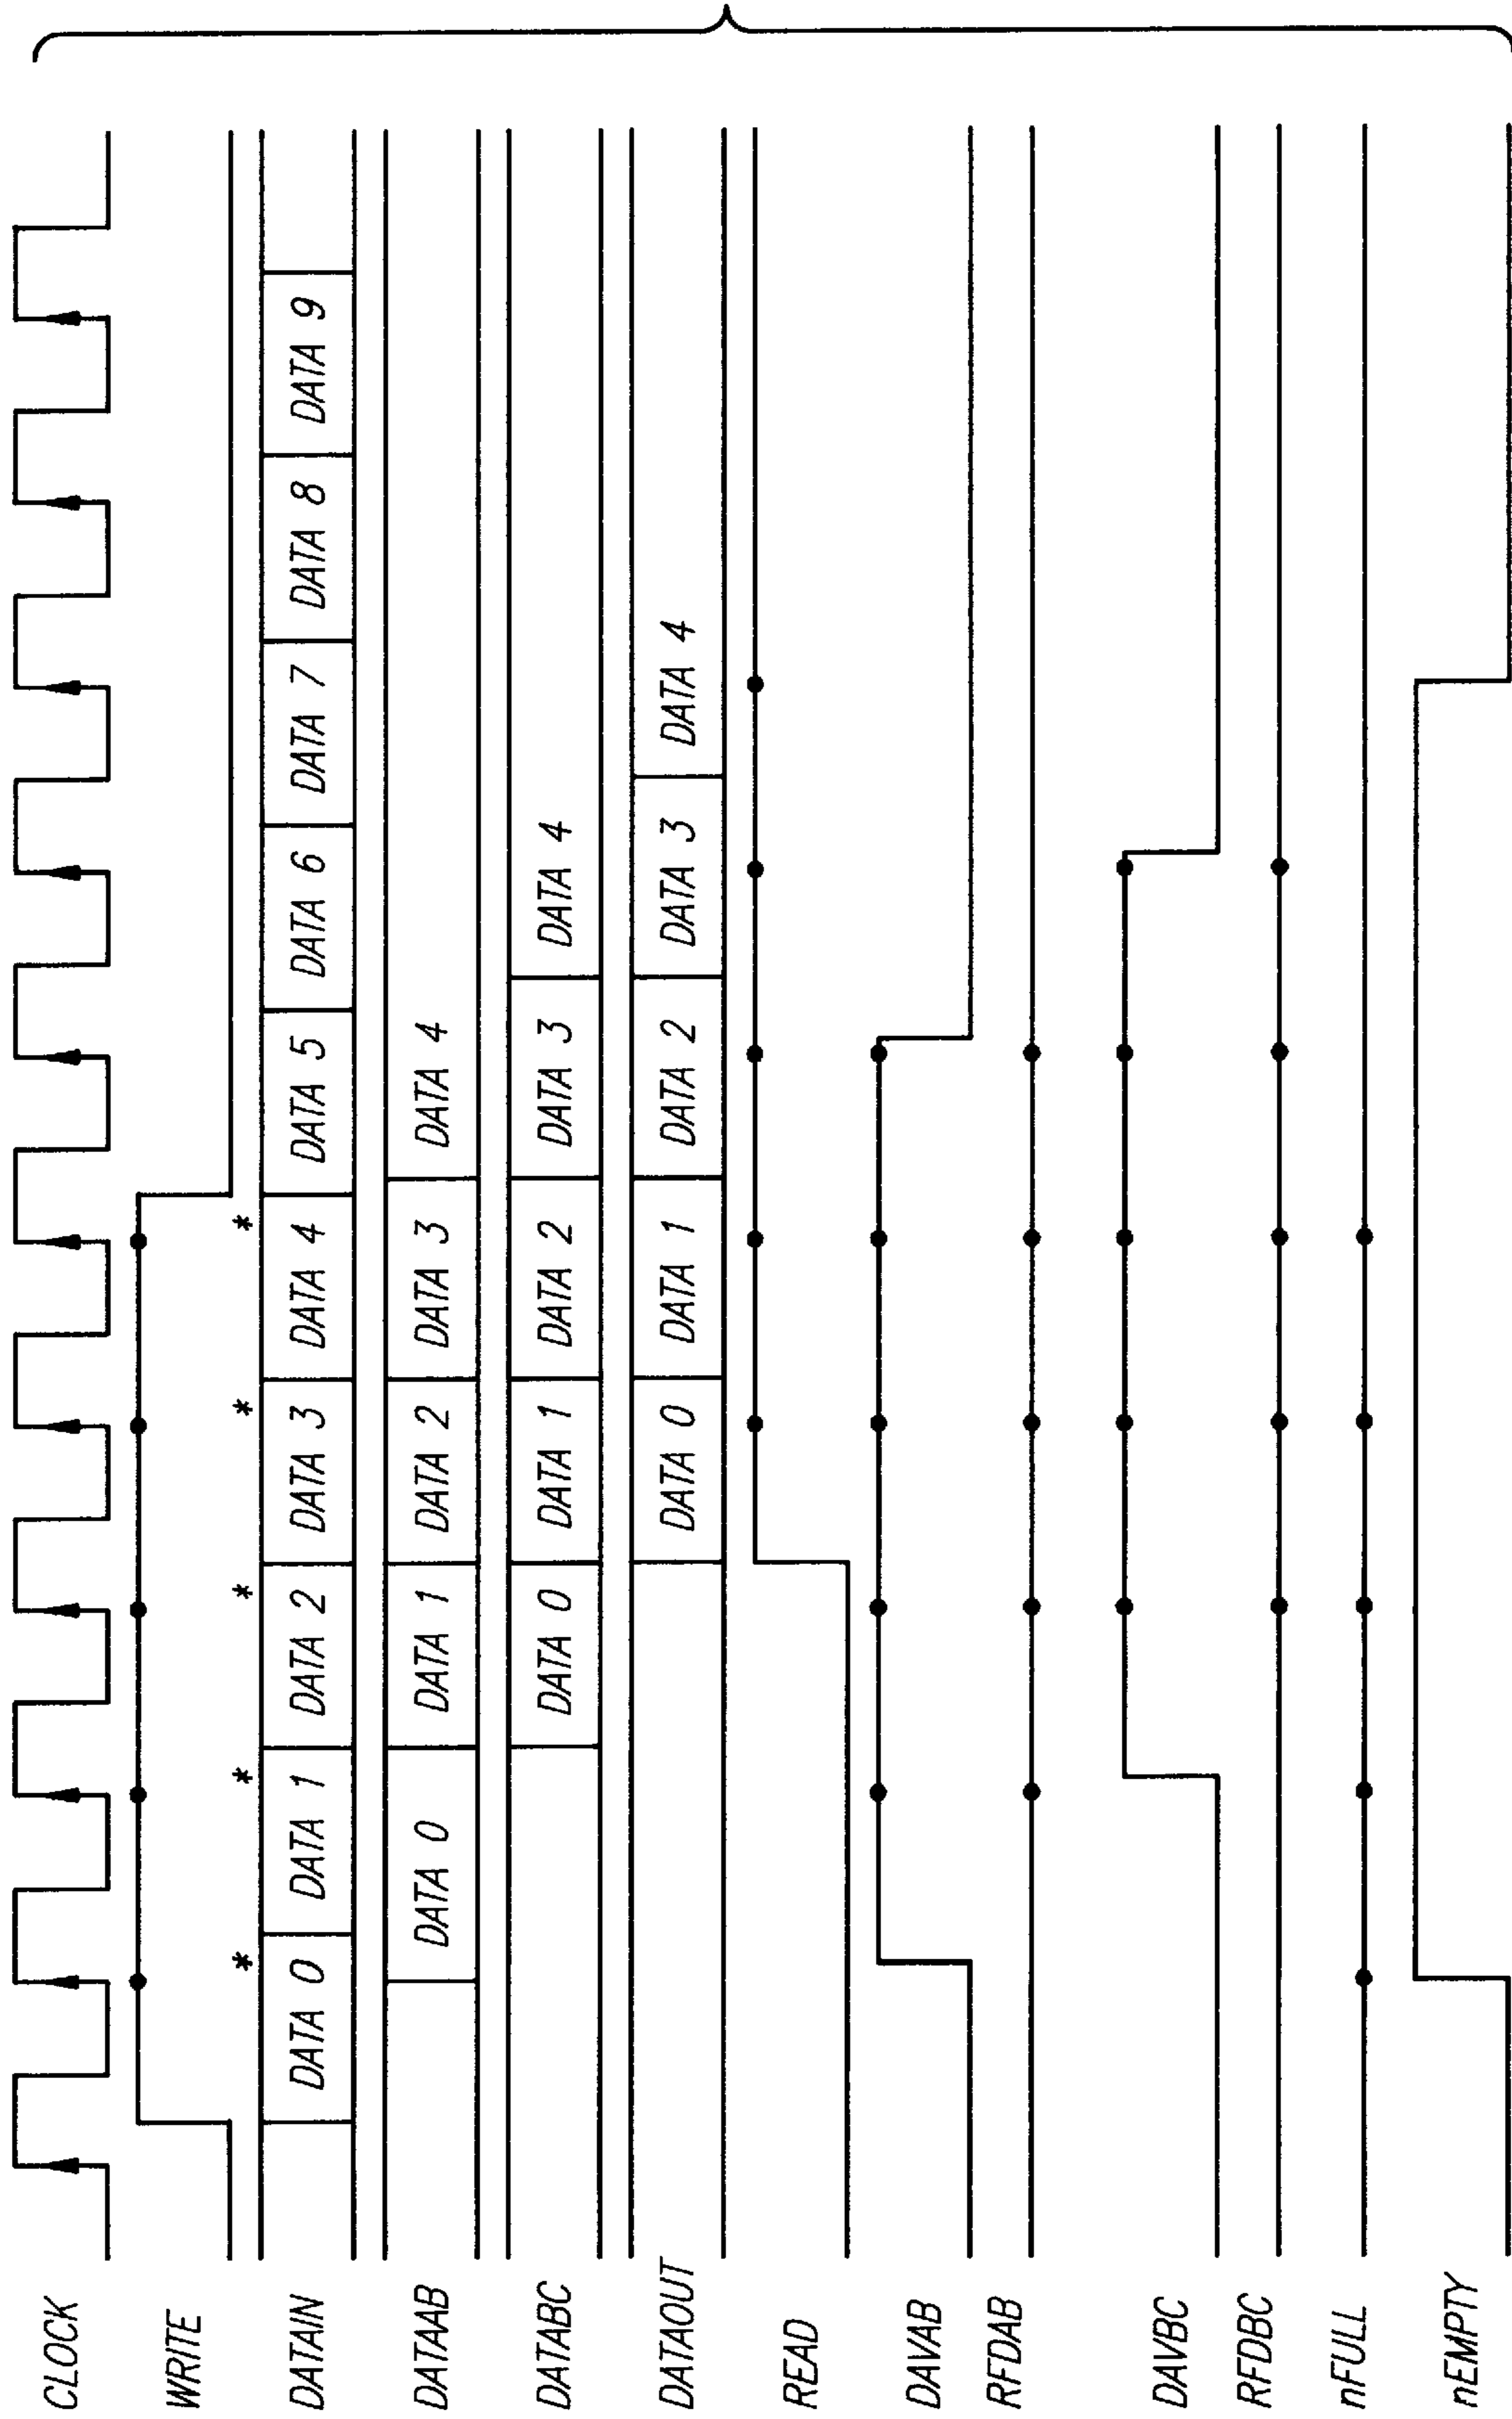 CLOCK
WRITE
* * * * *
DATAIN DATA 0 DATA 1 DATA 2 DATA 3 DATA 4 DATA 5 DATA 6 DATA 7 DATA 8 DATA 9
DATAAB DATA 0 DATA 1 DATA 2 DATA 3 DATA 4
DATABC DATA 0 DATA 1 DATA 2 DATA 3 DATA 4
DATAOUT DATA 0 DATA 1 DATA 2 DATA 3 DATA 4
READ
DAVAB
RFDAB
DAVBC
RFDBC
nFULL
nEMPTY